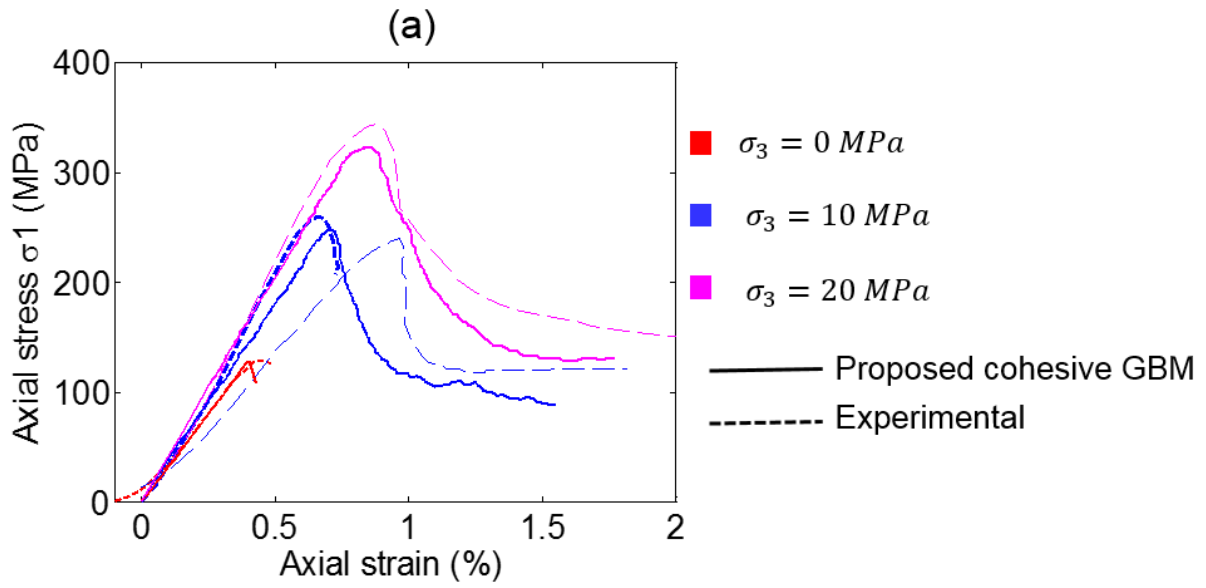 (a)
400
300
200
100
0
Axial stress σ1 (MPa)
0
0.5
1
1.5
2
Axial strain (%)
σ₃ = 0 MPa
σ₃ = 10 MPa
σ₃ = 20 MPa
Proposed cohesive GBM
Experimental